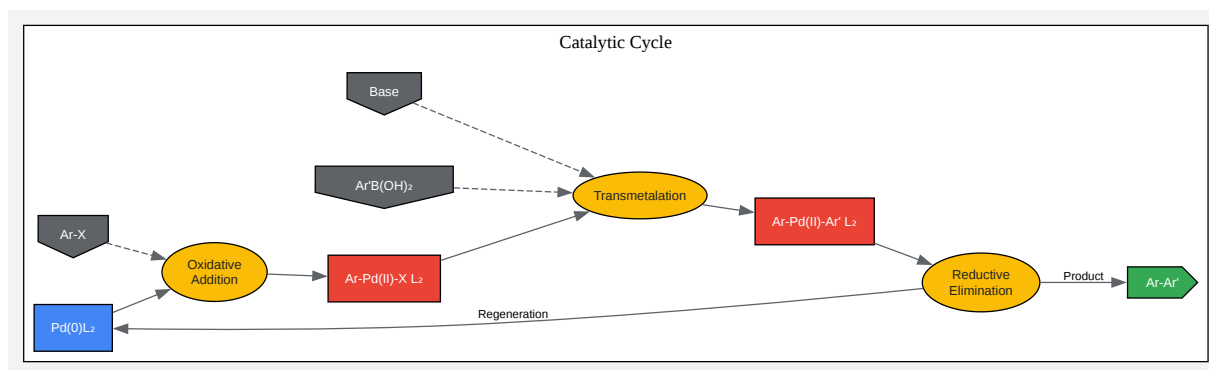 Catalytic Cycle
Base
Ar'B(OH)₂
Transmetalation
Ar-X
Ar-Pd(II)-Ar' L₂
Oxidative
Addition
Ar-Pd(II)-X L₂
Reductive
Elimination
Product
Ar-Ar'
Regeneration
Pd(0)L₂